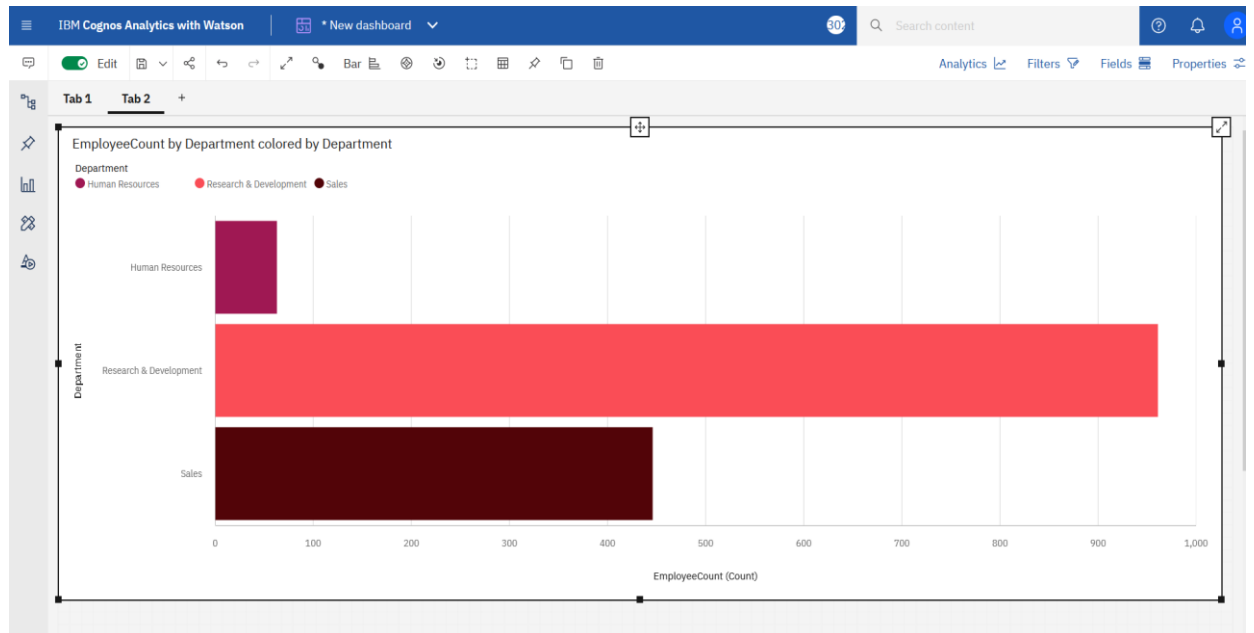 IBM Cognos Analytics with Watson
* New dashboard
Search content
Edit
Bar
Analytics
Filters
Fields
Properties
Tab 1
Tab 2
+
EmployeeCount by Department colored by Department
Department
Human Resources Research & Development Sales
Human Resources
Research & Development
Sales
Department
0 100 200 300 400 500 600 700 800 900 1,000
EmployeeCount (Count)